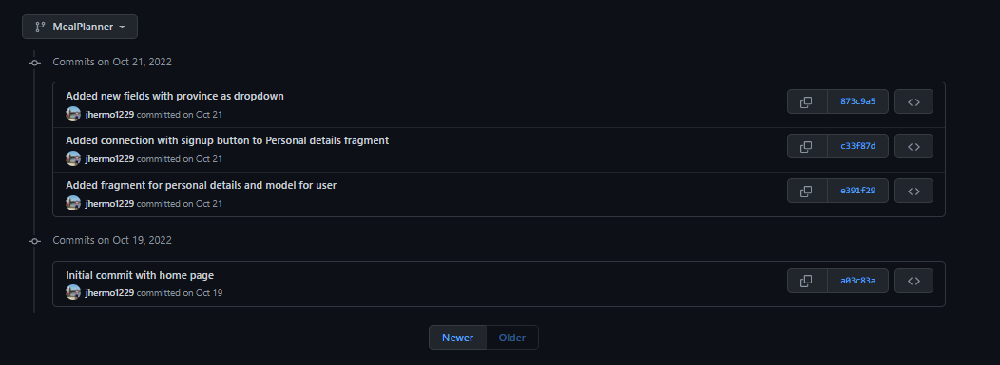 MealPlanner
Commits on Oct 21, 2022
Added new fields with province as dropdown
873c9a5
jhermo1229 committed on Oct 21
Added connection with signup button to Personal details fragment
c33f87d
jhermo1229 committed on Oct 21
Added fragment for personal details and model for user
e391f29
jhermo1229 committed on Oct 21
Commits on Oct 19, 2022
Initial commit with home page
a03c83a
jhermo1229 committed on Oct 19
Newer Older